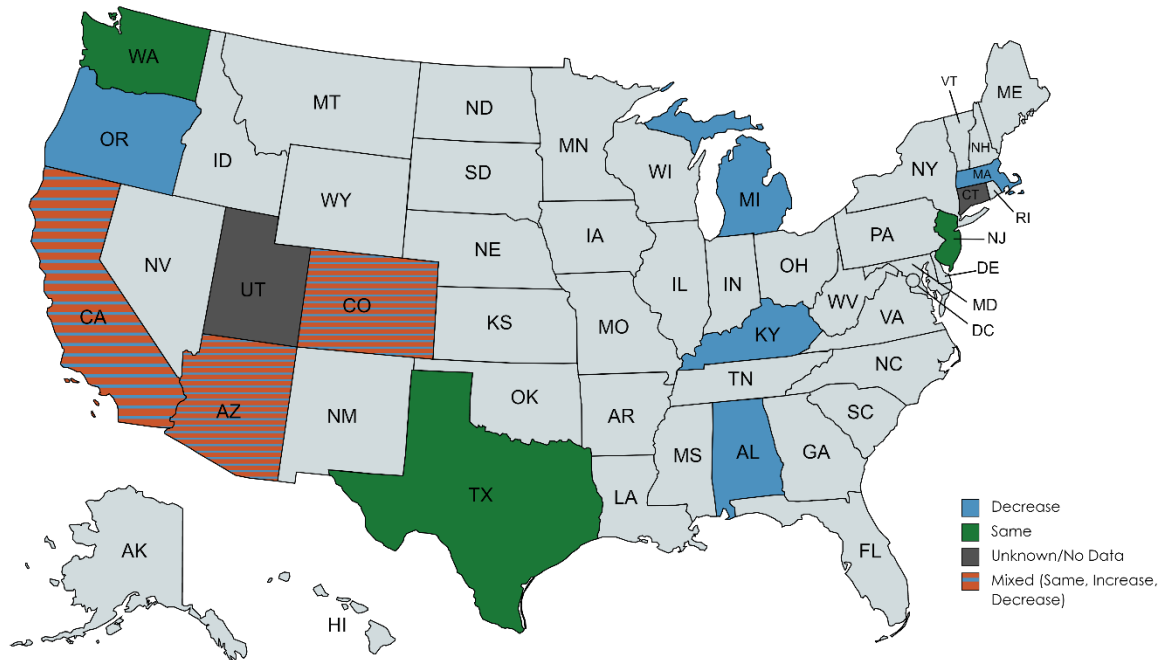 WA
VT
ME
MT
ND
OR
MN
NH
ID
SD
WI
NY
MA
MI
CT
WY
RI
IA
PA
NJ
NE
NV
OH
DE
IL
IN
UT
CO
WV
MD
CA
KS
MO
VA
DC
KY
NC
TN
AZ
OK
NM
AR
SC
MS
AL
GA
TX
LA
AK
FL
HI
Decrease
Same
Unknown/No Data
Mixed (Same, Increase,
Decrease)